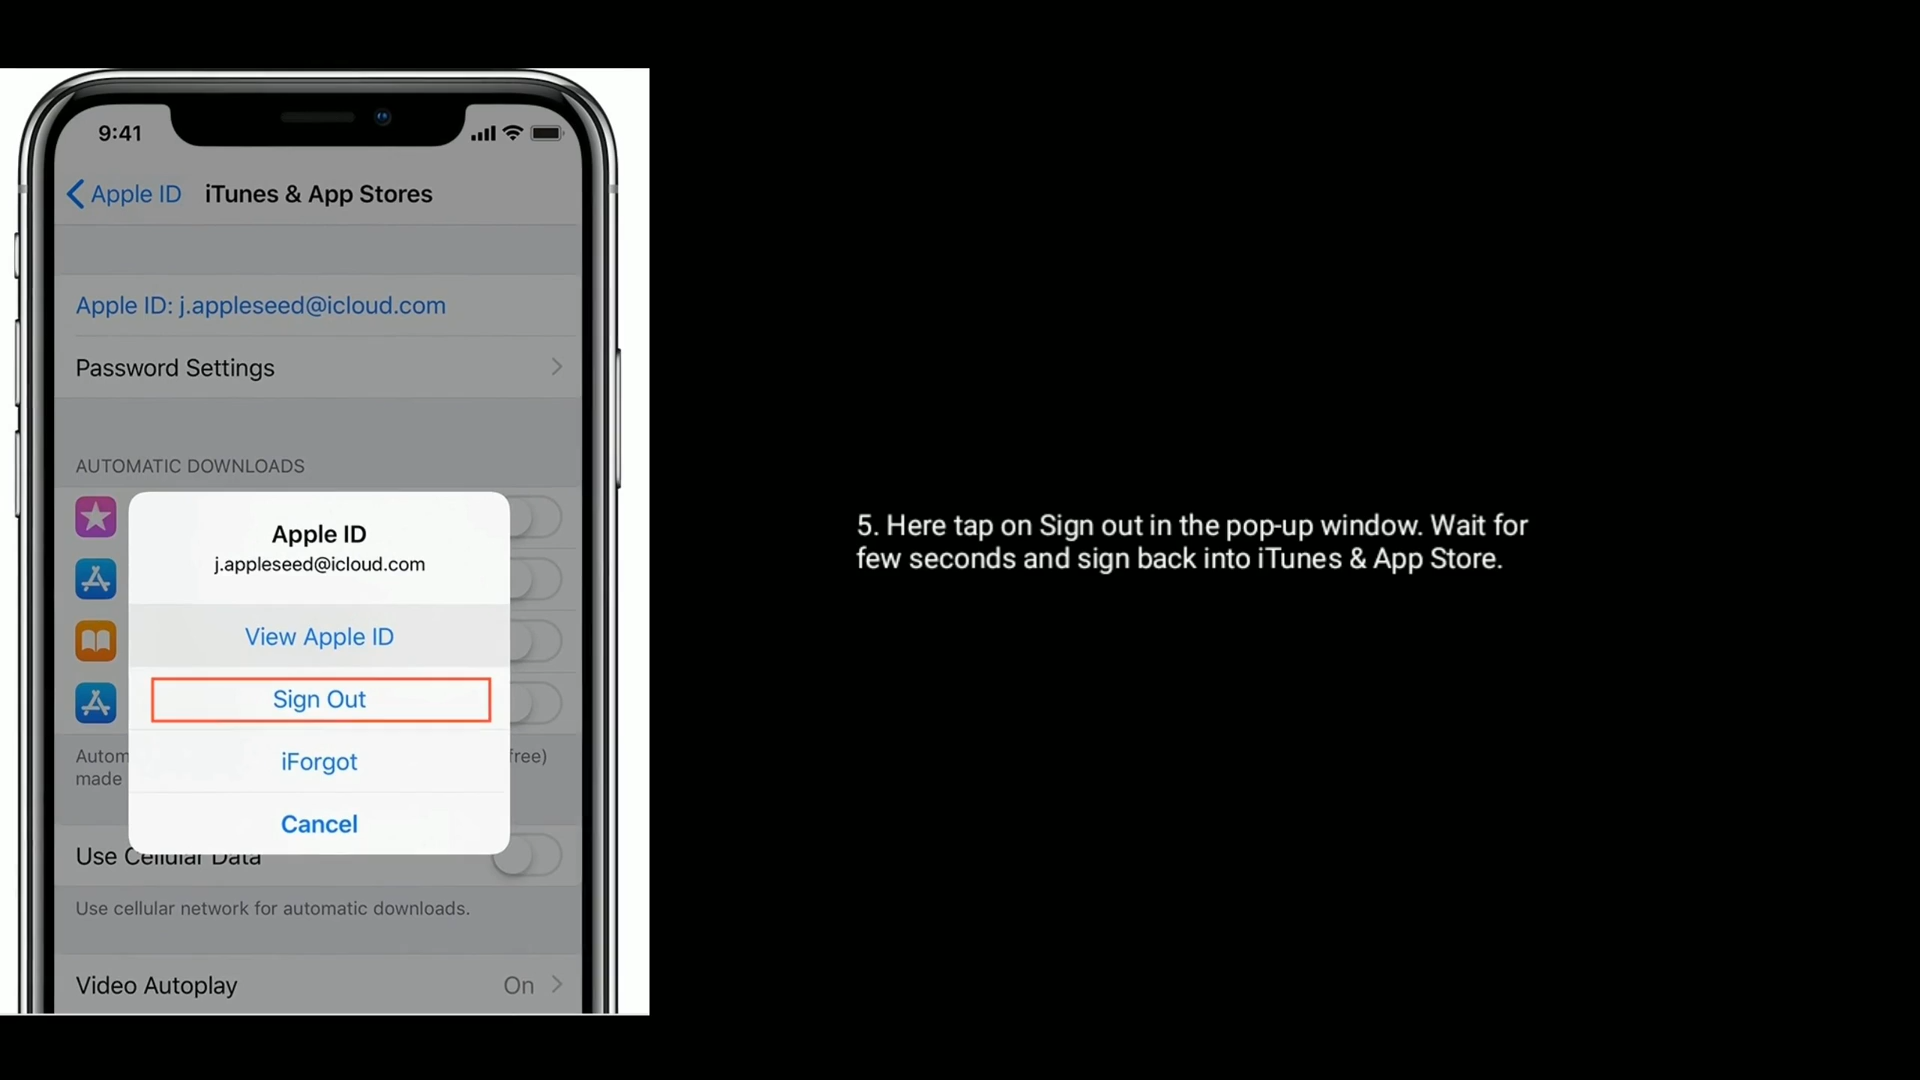 9:41
Apple ID
iTunes & App Stores
Apple ID: j.appleseed@icloud.com
Password Settings
AUTOMATIC DOWNLOADS
Apple ID
j.appleseed@icloud.com
View Apple ID
Sign Out
iForgot
Cancel
Autom free)
made
Use Cellular Data
Use cellular network for automatic downloads.
Video Autoplay On
5. Here tap on Sign out in the pop-up window. Wait for
few seconds and sign back into iTunes & App Store.